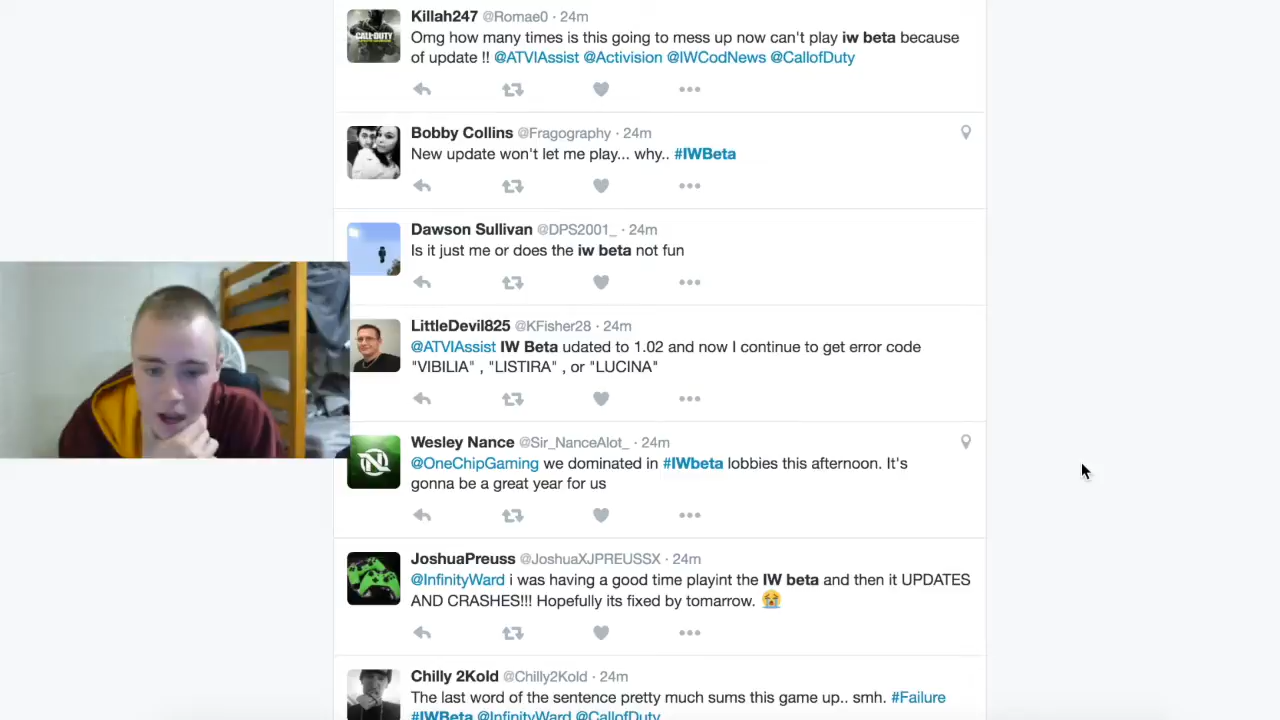 Killah247 @Romae0 · 24m
Omg how many times is this going to mess up now can't play iw beta because
of update !! @ATVIAssist @Activision @IWCodNews @CallofDuty
Bobby Collins @Fragography · 24m
New update won't let me play... why.. #IWBeta
Dawson Sullivan @DPS2001_ · 24m
Is it just me or does the iw beta not fun
LittleDevil825 @KFisher28 · 24m
@ATVIAssist IW Beta udated to 1.02 and now I continue to get error code
"VIBILIA" , "LISTIRA" , or "LUCINA"
Wesley Nance @Sir_NanceAlot_ · 24m
@OneChipGaming we dominated in #IWbeta lobbies this afternoon. It's
gonna be a great year for us
JoshuaPreuss @JoshuaXJPREUSSX · 24m
@InfinityWard i was having a good time playint the IW beta and then it UPDATES
AND CRASHES!!! Hopefully its fixed by tomarrow. 😭
Chilly 2Kold @Chilly2Kold · 24m
The last word of the sentence pretty much sums this game up.. smh. #Failure
#IWBeta @InfinityWard @CallofDuty
CALL·DUTY